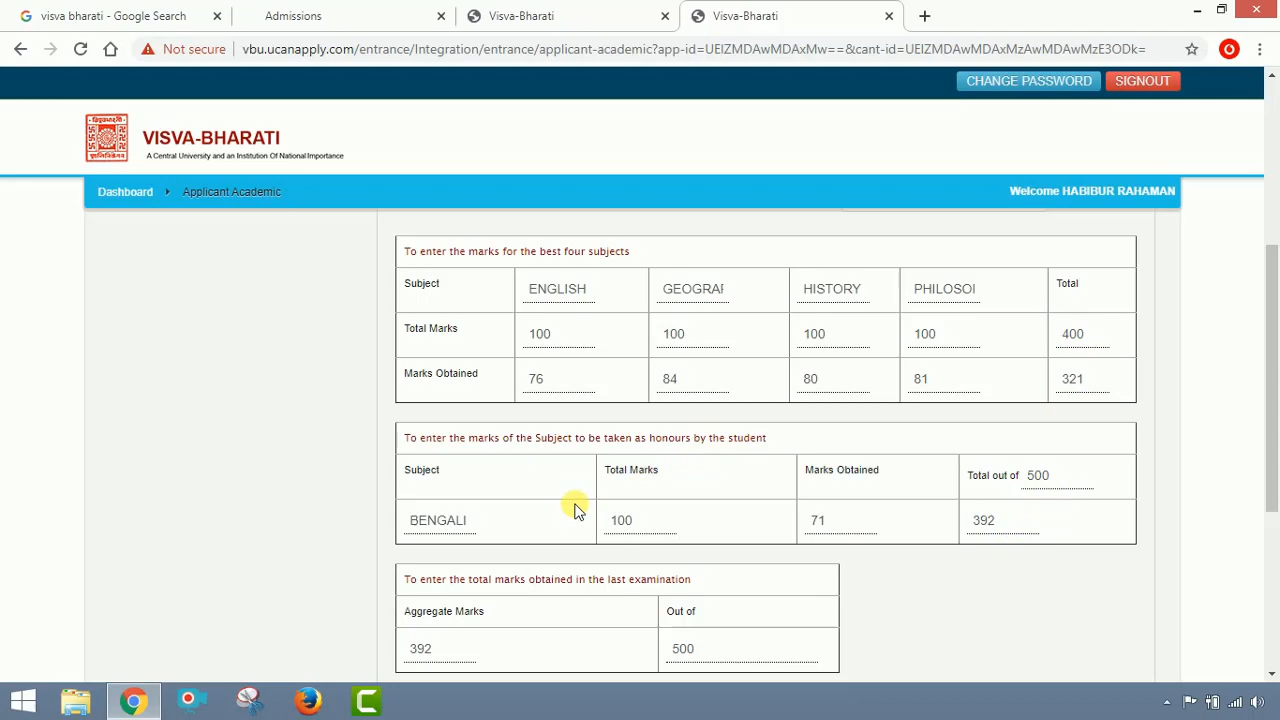 visva bharati - Google Search
Admissions
Visva-Bharati
Visva-Bharati
Not secure
vbu.ucanapply.com/entrance/Integration/entrance/applicant-academic?app-id=UElZMDAwMDAxMw==&cant-id=UElZMDAwMDAxMzAwMDAwMzE3ODk=
CHANGE PASSWORD SIGNOUT
VISVA-BHARATI
A Central University and an Institution Of National Importance
Dashboard Applicant Academic Welcome HABIBUR RAHAMAN
To enter the marks for the best four subjects
Subject ENGLISH GEOGRAI HISTORY PHILOSOI Total
Total Marks 100 100 100 100 400
Marks Obtained 76 84 80 81 321
To enter the marks of the Subject to be taken as honours by the student
Subject Total Marks Marks Obtained Total out of 500
BENGALI 100 71 392
To enter the total marks obtained in the last examination
Aggregate Marks Out of
392 500